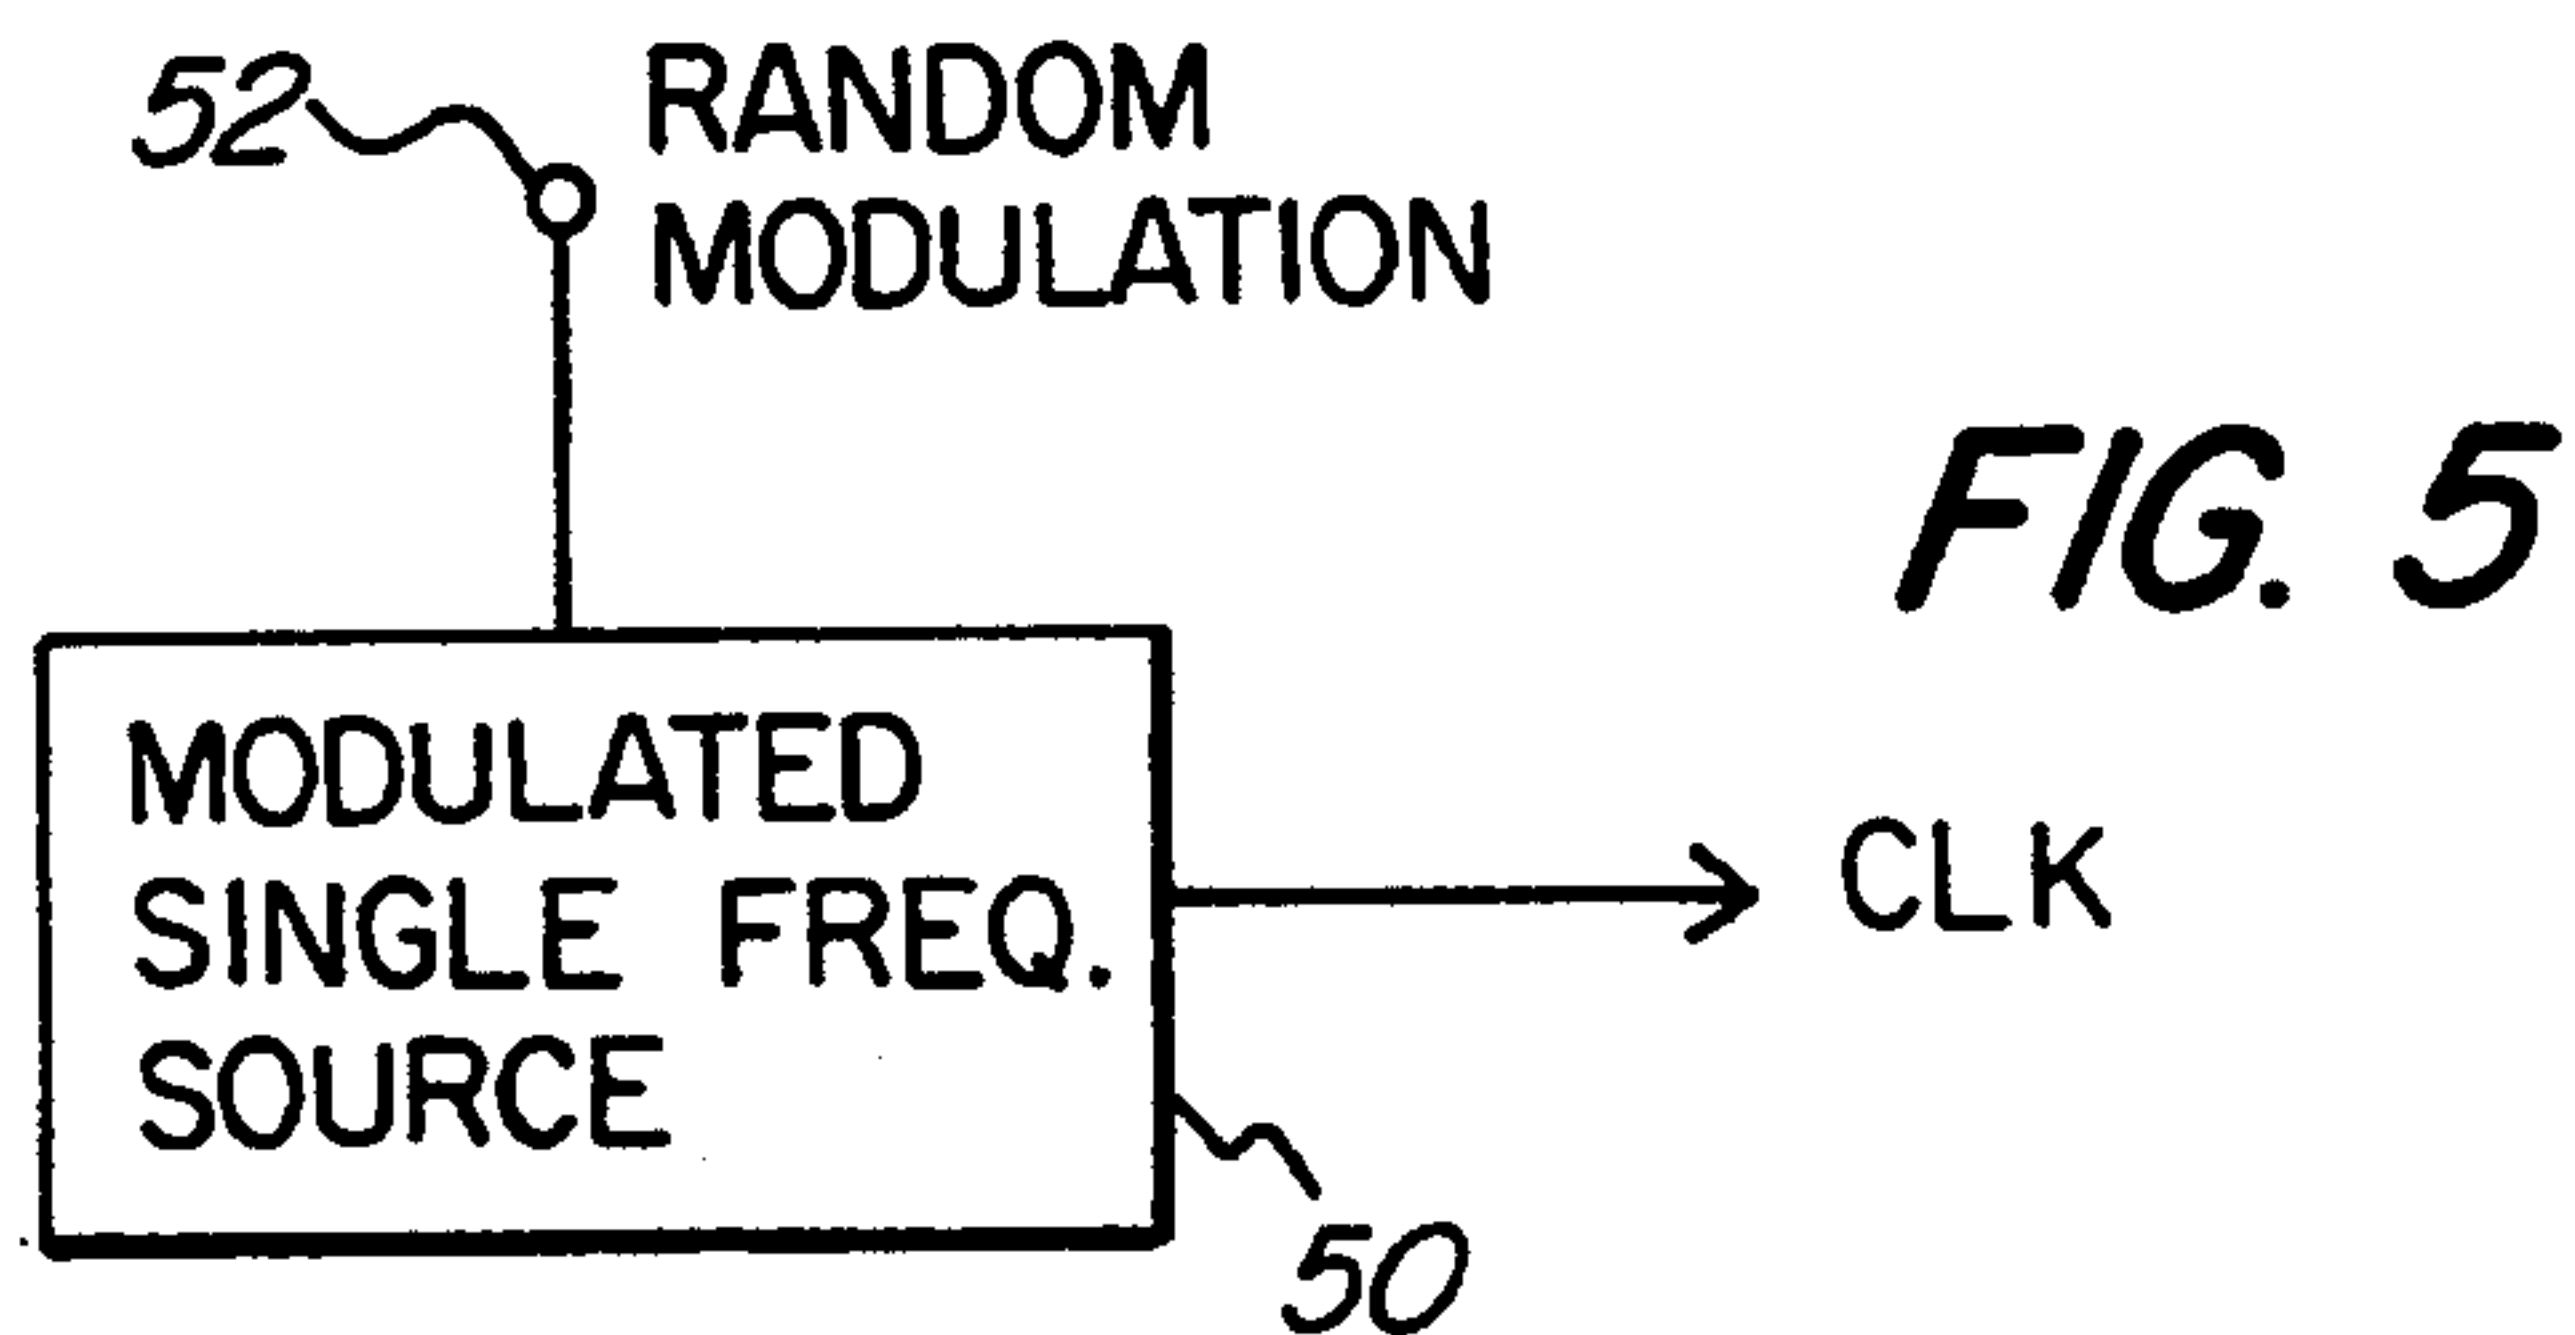 52
RANDOM
MODULATION
FIG. 5
MODULATED
SINGLE FREQ.
SOURCE
CLK
50